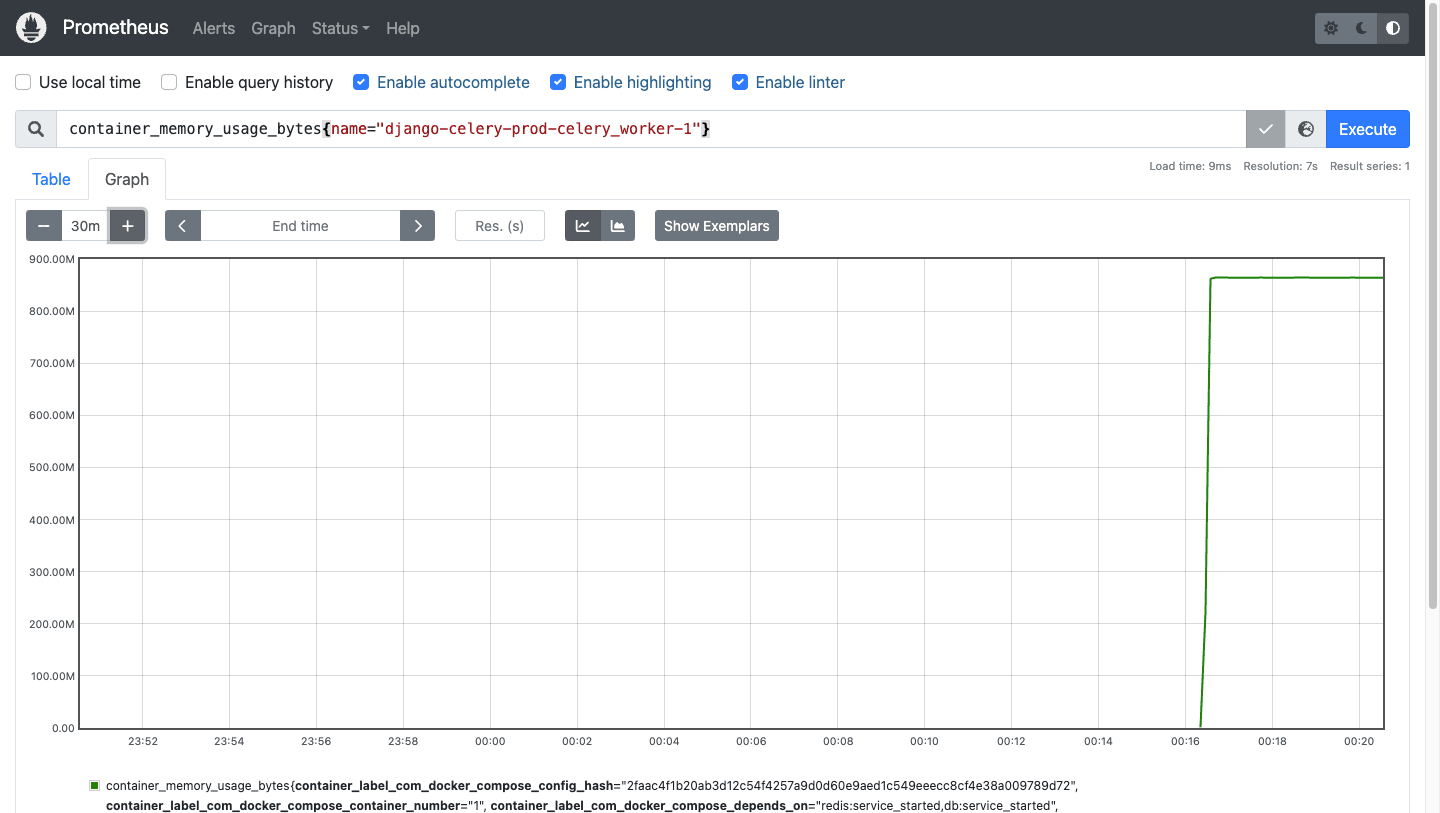 Prometheus Alerts Graph Status Help
Use local time Enable query history Enable autocomplete Enable highlighting Enable linter
container_memory_usage_bytes{name="django-celery-prod-celery_worker-1"} Execute
Load time: 9ms Resolution: 7s Result series: 1
Table Graph
30m End time Res. (s) Show Exemplars
900.00M
800.00M
700.00M
600.00M
500.00M
400.00M
300.00M
200.00M
100.00M
0.00
23:52 23:54 23:56 23:58 00:00 00:02 00:04 00:06 00:08 00:10 00:12 00:14 00:16 00:18 00:20
container_memory_usage_bytes{container_label_com_docker_compose_config_hash="2faac4f1b20ab3d12c54f4257a9d0d60e9aed1c549eeecc8cf4e38a009789d72",
container_label_com_docker_compose_container_number="1", container_label_com_docker_compose_depends_on="redis:service_started,db:service_started",